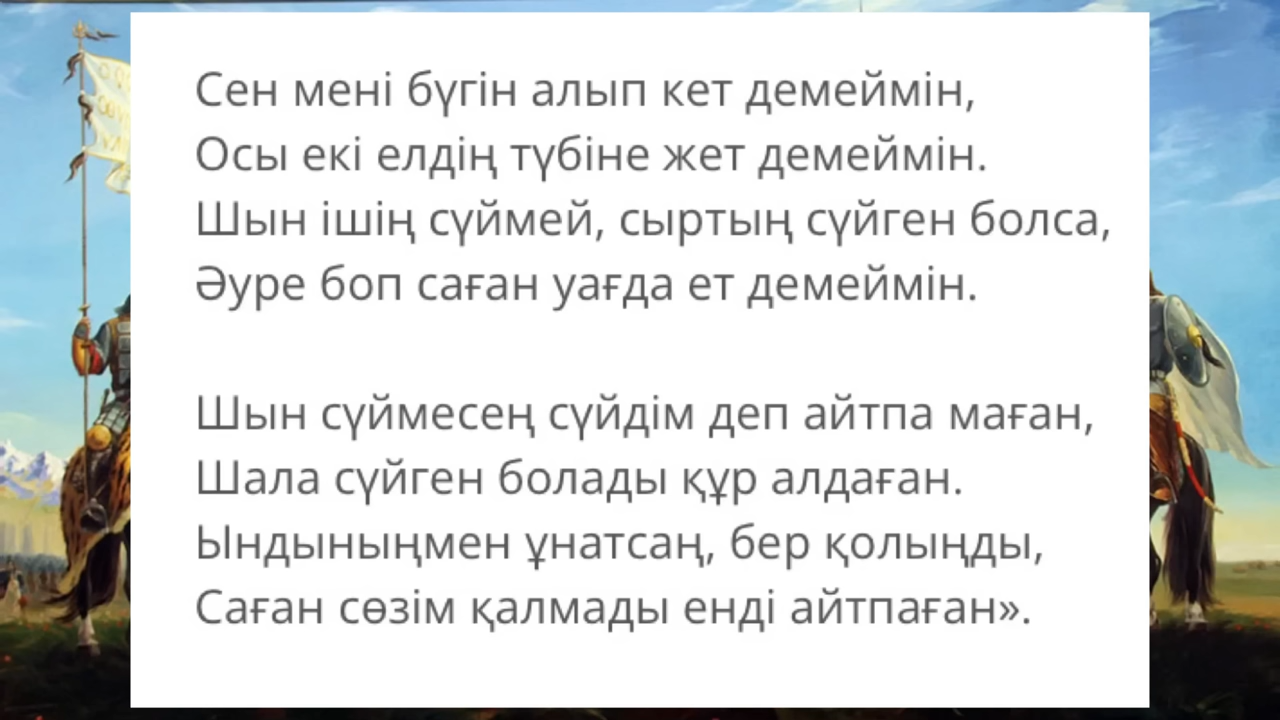 Сен мені бүгін алып кет демеймін,
Осы екі елдің түбіне жет демеймін.
Шын ішің сүймей, сыртың сүйген болса,
Әуре боп саған уағда ет демеймін.
Шын сүймесең сүйдім деп айтпа маған,
Шала сүйген болады құр алдаған.
Ындыныңмен ұнатсаң, бер қолыңды,
Саған сөзім қалмады енді айтпаған».